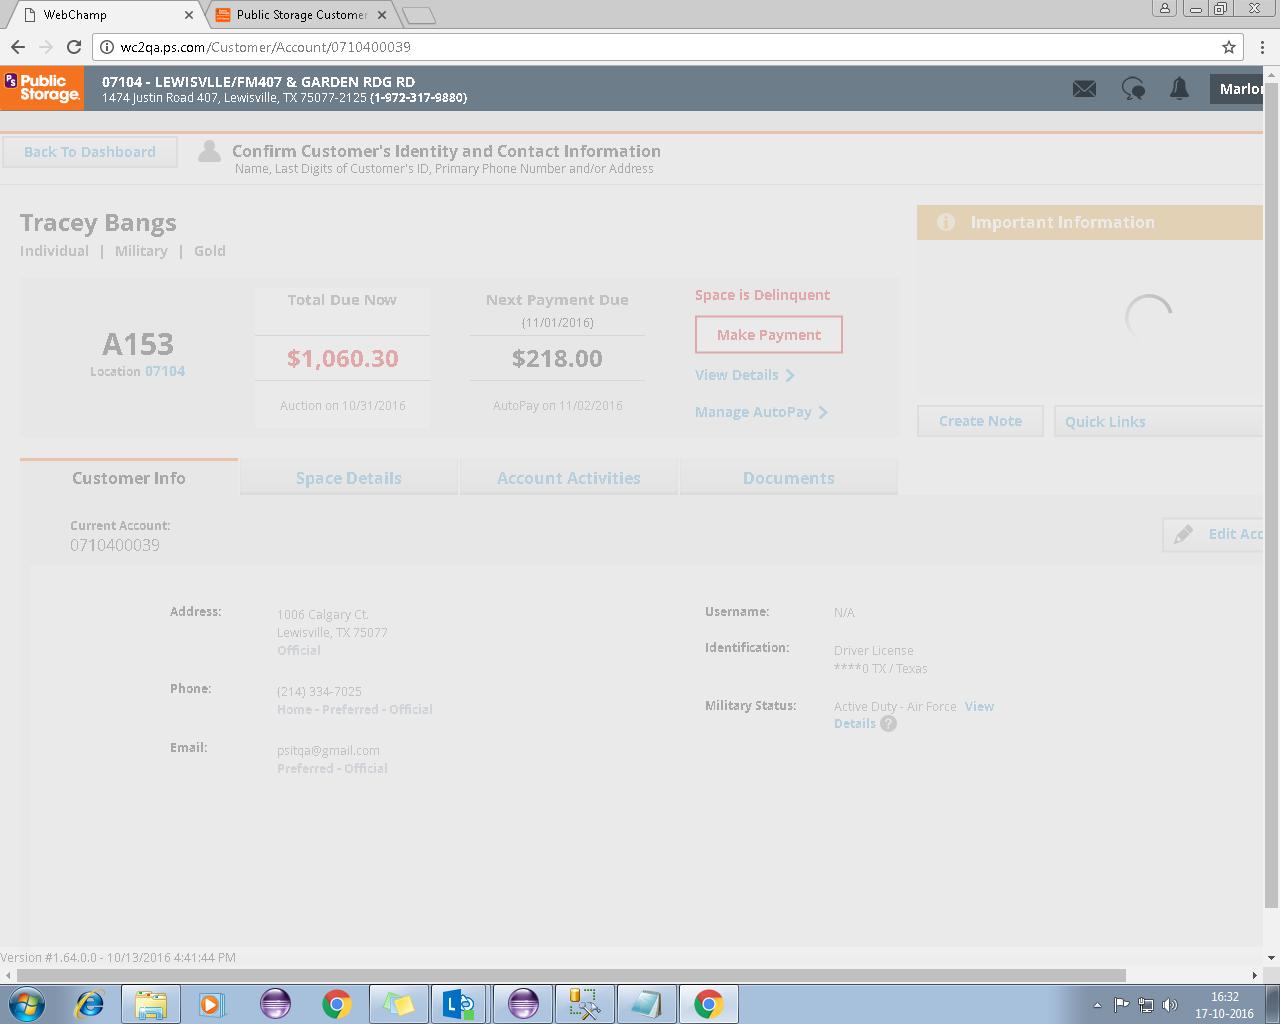 WebChamp
Public Storage Customer
wc2qa.ps.com/Customer/Account/0710400039
PS Public Storage.
07104 - LEWISVLLE/FM407 & GARDEN RDG RD
1474 Justin Road 407, Lewisville, TX 75077-2125 (1-972-317-9880)
Marlo
Back To Dashboard
Confirm Customer's Identity and Contact Information
Name, Last Digits of Customer's ID, Primary Phone Number and/or Address
Tracey Bangs
Individual | Military | Gold
Important Information
A153
Location 07104
Total Due Now
$1,060.30
Auction on 10/31/2016
Next Payment Due
(11/01/2016)
$218.00
AutoPay on 11/02/2016
Space is Delinquent
Make Payment
View Details
Manage AutoPay
Create Note
Quick Links
Customer Info
Space Details
Account Activities
Documents
Current Account:
0710400039
Edit Acc
Address:
1006 Calgary Ct.
Lewisville, TX 75077
Official
Phone:
(214) 334-7025
Home - Preferred - Official
Email:
psitqa@gmail.com
Preferred - Official
Username:
N/A
Identification:
Driver License
****0 TX / Texas
Military Status:
Active Duty - Air Force View
Details ?
Version #1.64.0.0 - 10/13/2016 4:41:44 PM
16:32
17-10-2016